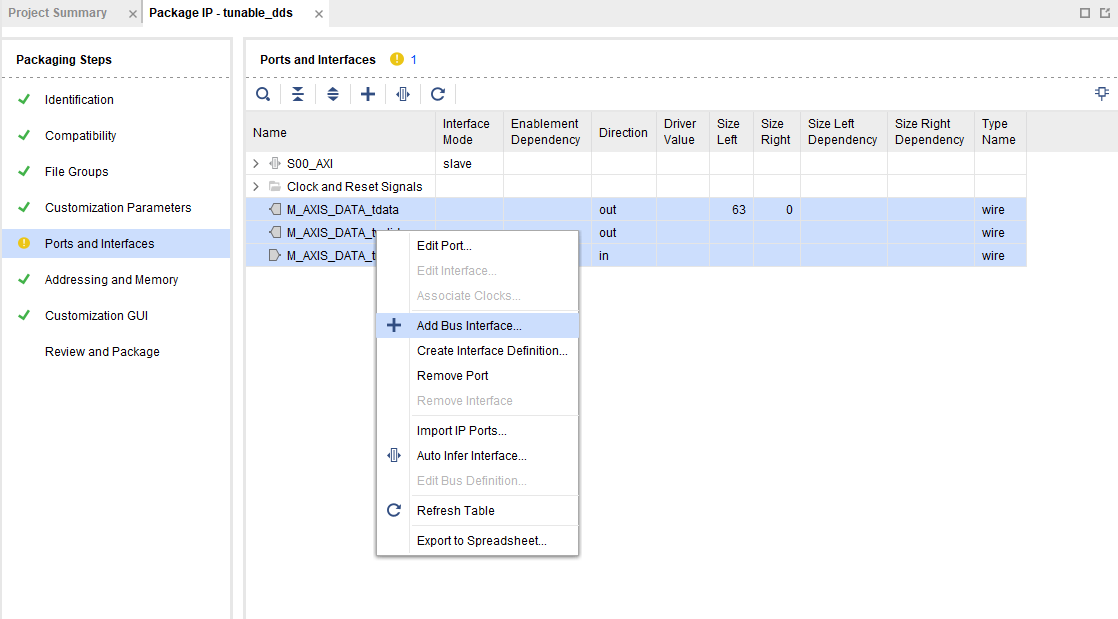 Project Summary
Package IP - tunable_dds
Packaging Steps
Identification
Compatibility
File Groups
Customization Parameters
Ports and Interfaces
Addressing and Memory
Customization GUI
Review and Package
Ports and Interfaces 1
Name Interface Mode Enablement Dependency Direction Driver Value Size Left Size Right Size Left Dependency Size Right Dependency Type Name
S00_AXI slave
Clock and Reset Signals
M_AXIS_DATA_tdata out 63 0 wire
M_AXIS_DATA_ out wire
M_AXIS_DATA_ in wire
Edit Port...
Edit Interface...
Associate Clocks...
Add Bus Interface...
Create Interface Definition...
Remove Port
Remove Interface
Import IP Ports...
Auto Infer Interface...
Edit Bus Definition...
Refresh Table
Export to Spreadsheet...